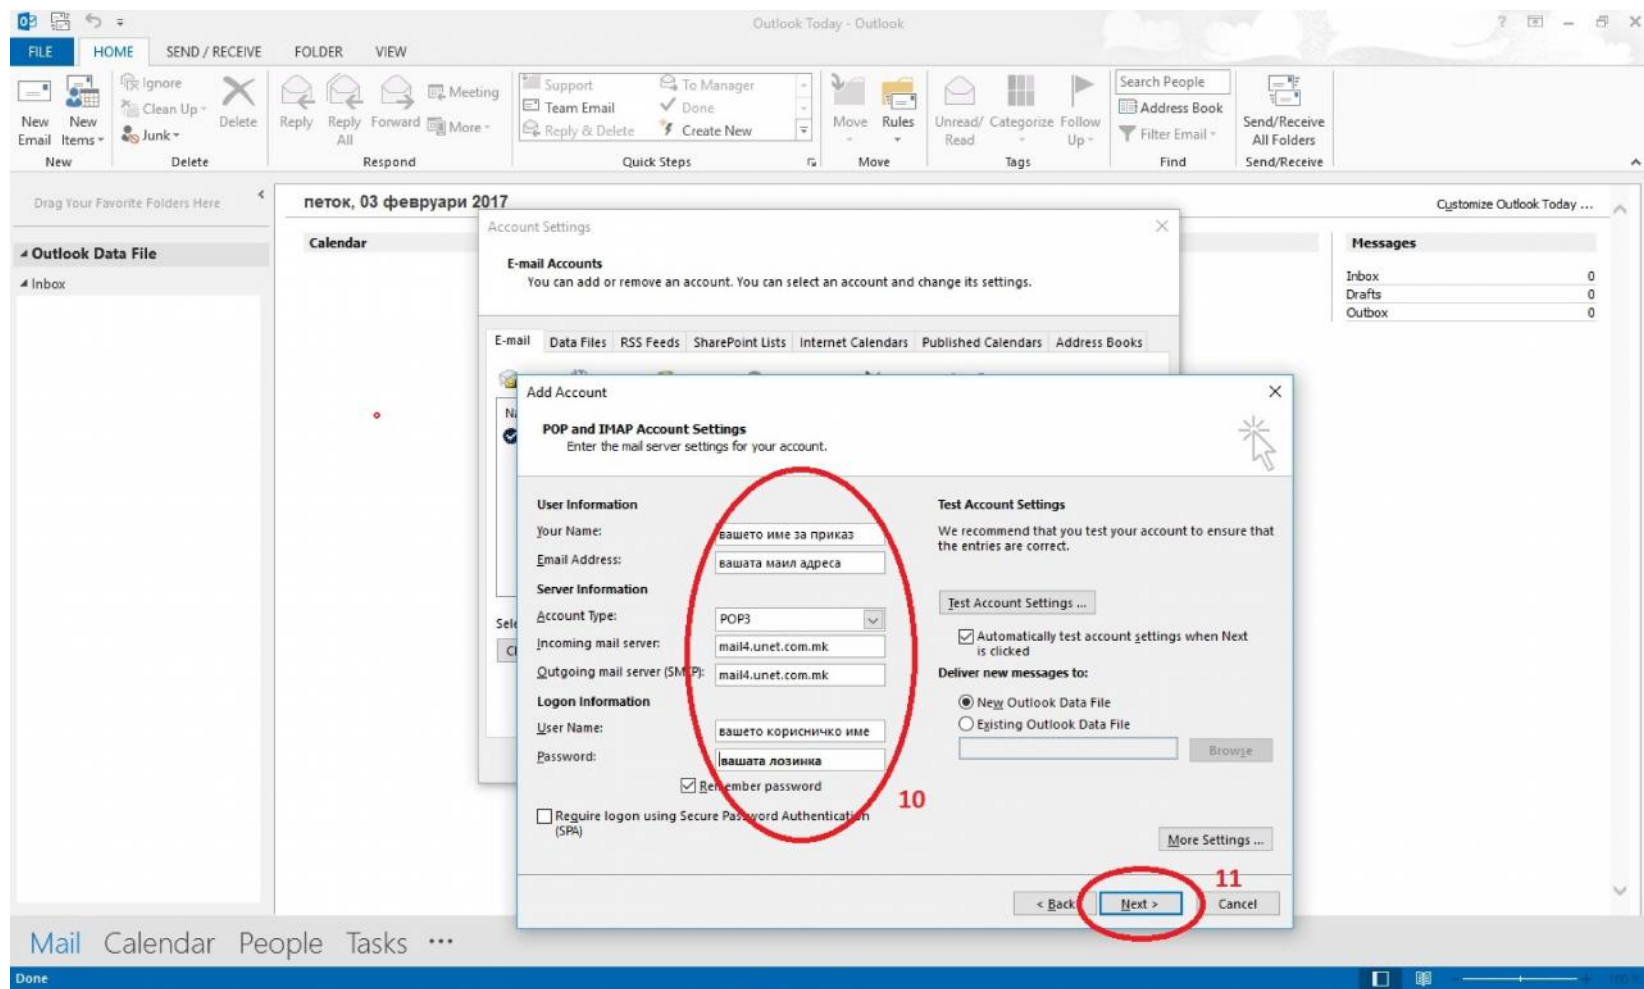 Outlook Today - Outlook
FILE HOME SEND / RECEIVE FOLDER VIEW
New Email
New Items
New
Ignore
Clean Up
Junk
Delete
Delete
Reply
Reply All
Forward
Meeting
More
Respond
Support
Team Email
Reply & Delete
To Manager
Done
Create New
Quick Steps
Move
Rules
Move
Unread/ Read
Categorize
Follow Up
Tags
Search People
Address Book
Filter Email
Find
Send/Receive All Folders
Send/Receive
Drag Your Favorite Folders Here
Outlook Data File
Inbox
петок, 03 февруари 2017
Customize Outlook Today ...
Calendar
Messages
Inbox 0
Drafts 0
Outbox 0
Account Settings
E-mail Accounts
You can add or remove an account. You can select an account and change its settings.
E-mail Data Files RSS Feeds SharePoint Lists Internet Calendars Published Calendars Address Books
Add Account
POP and IMAP Account Settings
Enter the mail server settings for your account.
User Information
Your Name: вашето име за приказ
Email Address: вашата маил адреса
Server Information
Account Type: POP3
Incoming mail server: mail4.unet.com.mk
Outgoing mail server (SMTP): mail4.unet.com.mk
Logon Information
User Name: вашето корисничко име
Password: вашата лозинка
Remember password
Require logon using Secure Password Authentication
(SPA)
Test Account Settings
We recommend that you test your account to ensure that
the entries are correct.
Test Account Settings ...
Automatically test account settings when Next
is clicked
Deliver new messages to:
New Outlook Data File
Existing Outlook Data File
Browse
10
More Settings ...
11
< Back Next > Cancel
Mail Calendar People Tasks ...
Done